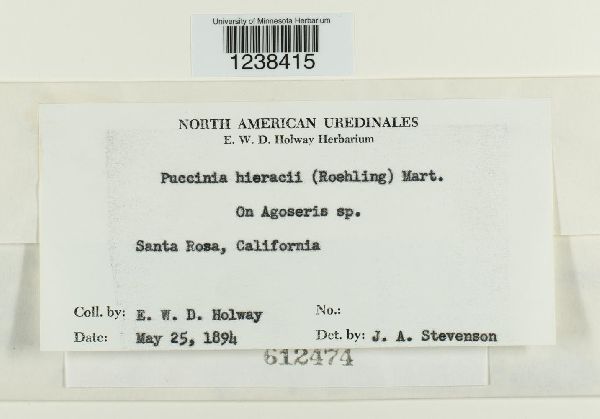 University of Minnesota Herbarium
1238415
NORTH AMERICAN UREDINALES
E. W. D. Holway Herbarium
Puccinia hieracii (Roehling) Mart.
On Agoseris sp.
Santa Rosa, California
Coll. by: E. W. D. Holway No.:
Date: May 25, 1894 Det. by: J. A. Stevenson
612474